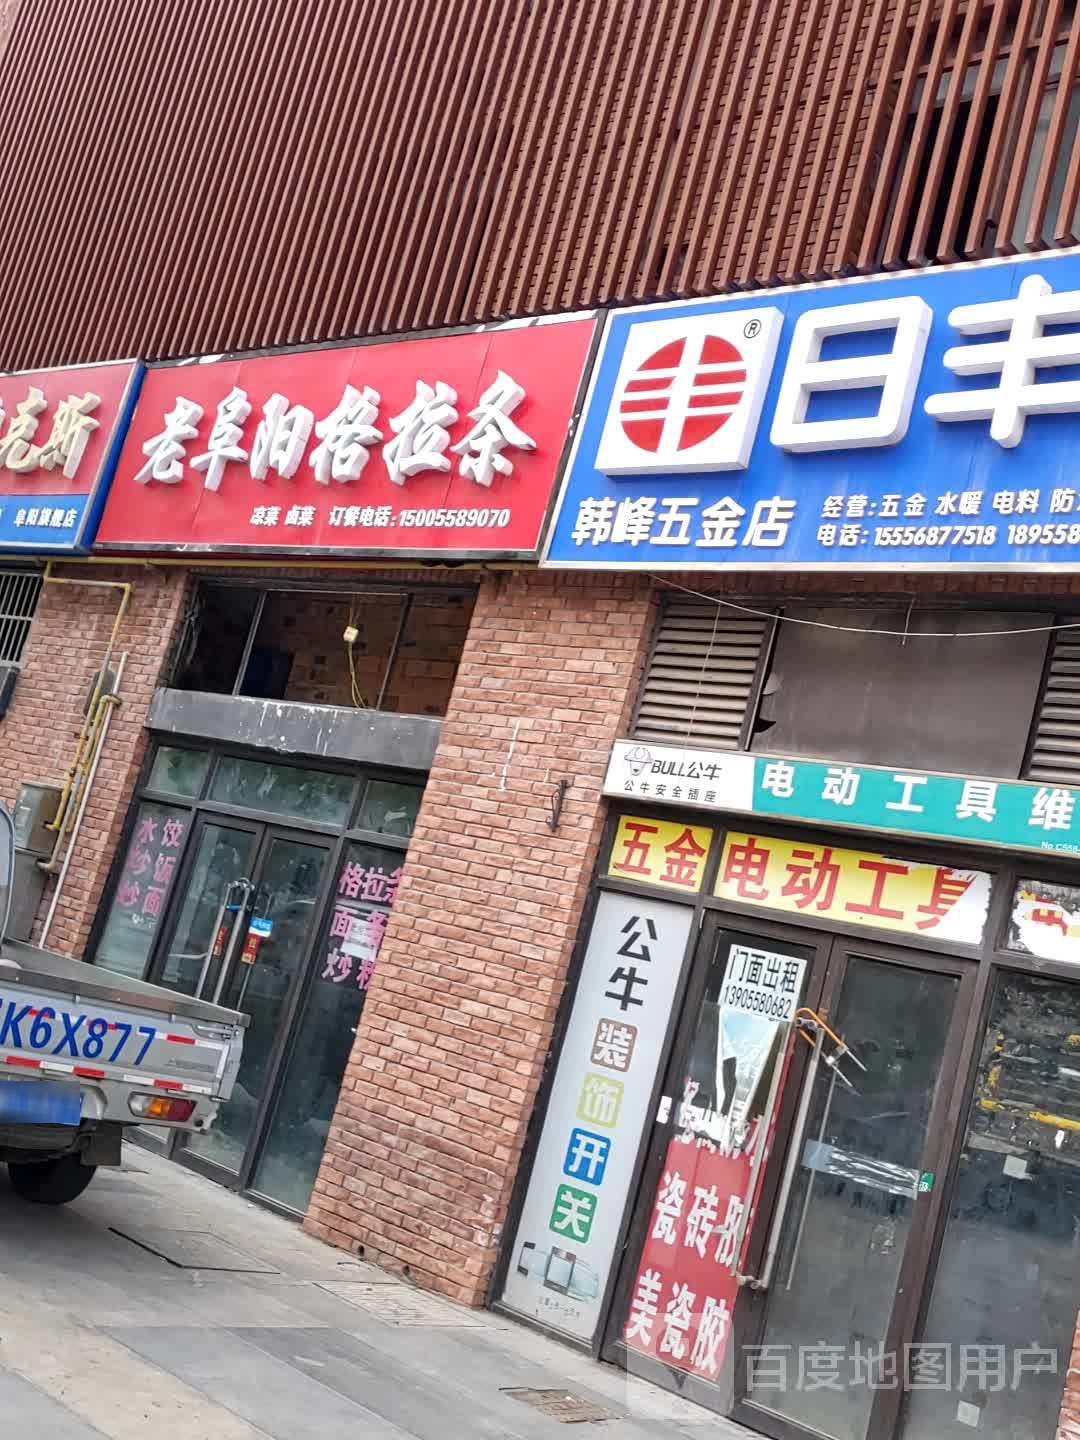 克斯
阜阳旗舰店
老阜阳格拉条
凉菜 卤菜 订餐电话:15005589070
®
日丰
韩峰五金店
经营:五金 水暖 电料 防
电话:15556877518 189558
BULL公牛
公牛安全插座
电动工具维
No.C558-
五金
电动工具
水饺
炒饭
炒面
格拉条
面条
炒粉
门面出租
13905580682
公牛装饰开关
瓷砖胶
美瓷胶
K6X877
百度地图用户